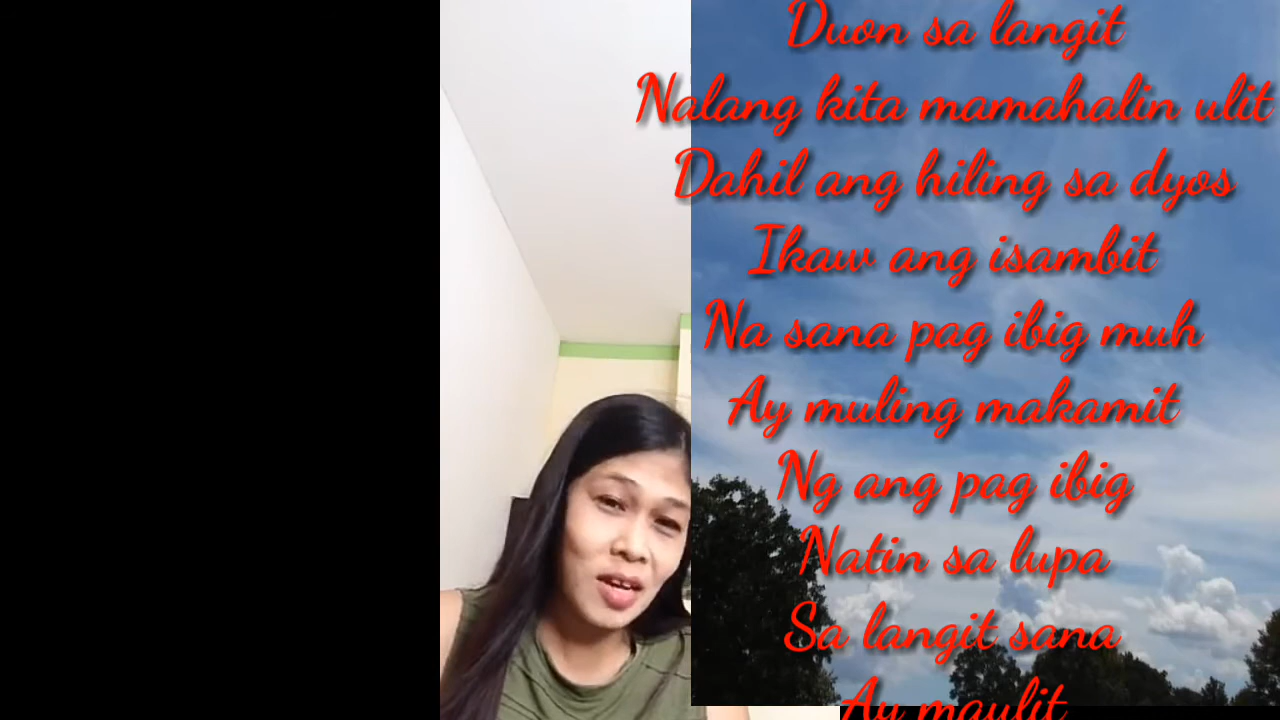 Duon sa langit
Nalang kita mamahalin ulit
Dahil ang hiling sa dyos
Ikaw ang isambit
Na sana pag ibig muh
Ay muling makamit
Ng ang pag ibig
Natin sa lupa
Sa langit sana
Ay maulit